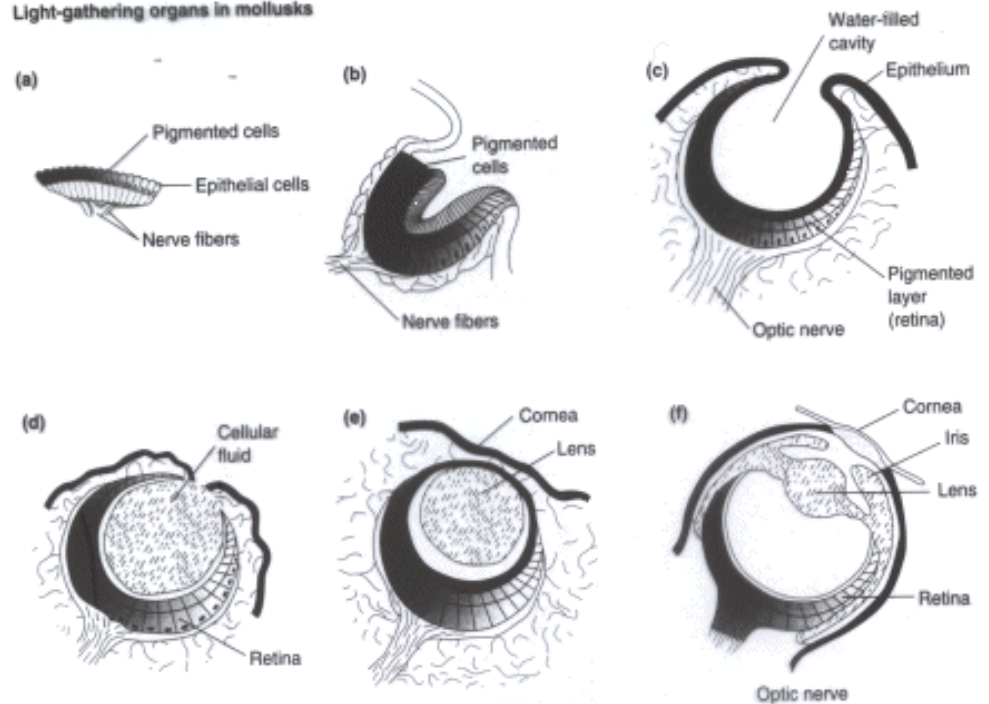 Light-gathering organs in mollusks
(a)
Pigmented cells
Epithelial cells
Nerve fibers
(b)
Pigmented
cells
Nerve fibers
(c)
Water-filled
cavity
Epithelium
Pigmented
layer
(retina)
Optic nerve
(d)
Cellular
fluid
Retina
(e)
Cornea
Lens
(f)
Cornea
Iris
Lens
Retina
Optic nerve